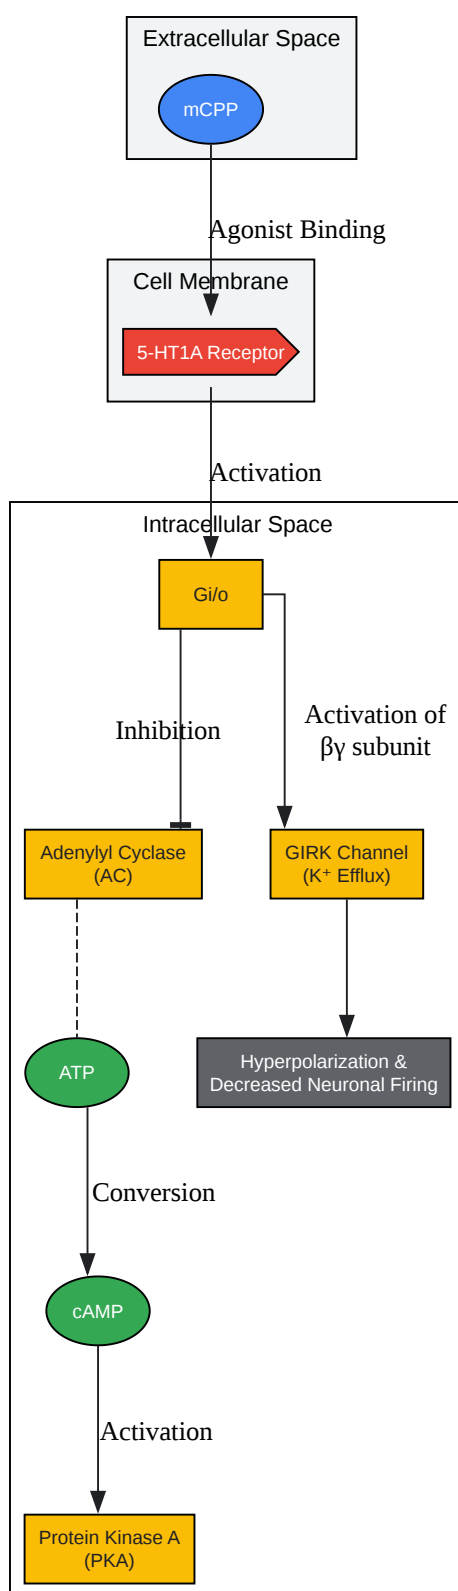 Extracellular Space
mCPP
Agonist Binding
Cell Membrane
5-HT1A Receptor
Activation
Intracellular Space
Gi/o
Inhibition
Activation of
βγ subunit
Adenylyl Cyclase
(AC)
GIRK Channel
(K⁺ Efflux)
ATP
Hyperpolarization &
Decreased Neuronal Firing
Conversion
cAMP
Activation
Protein Kinase A
(PKA)